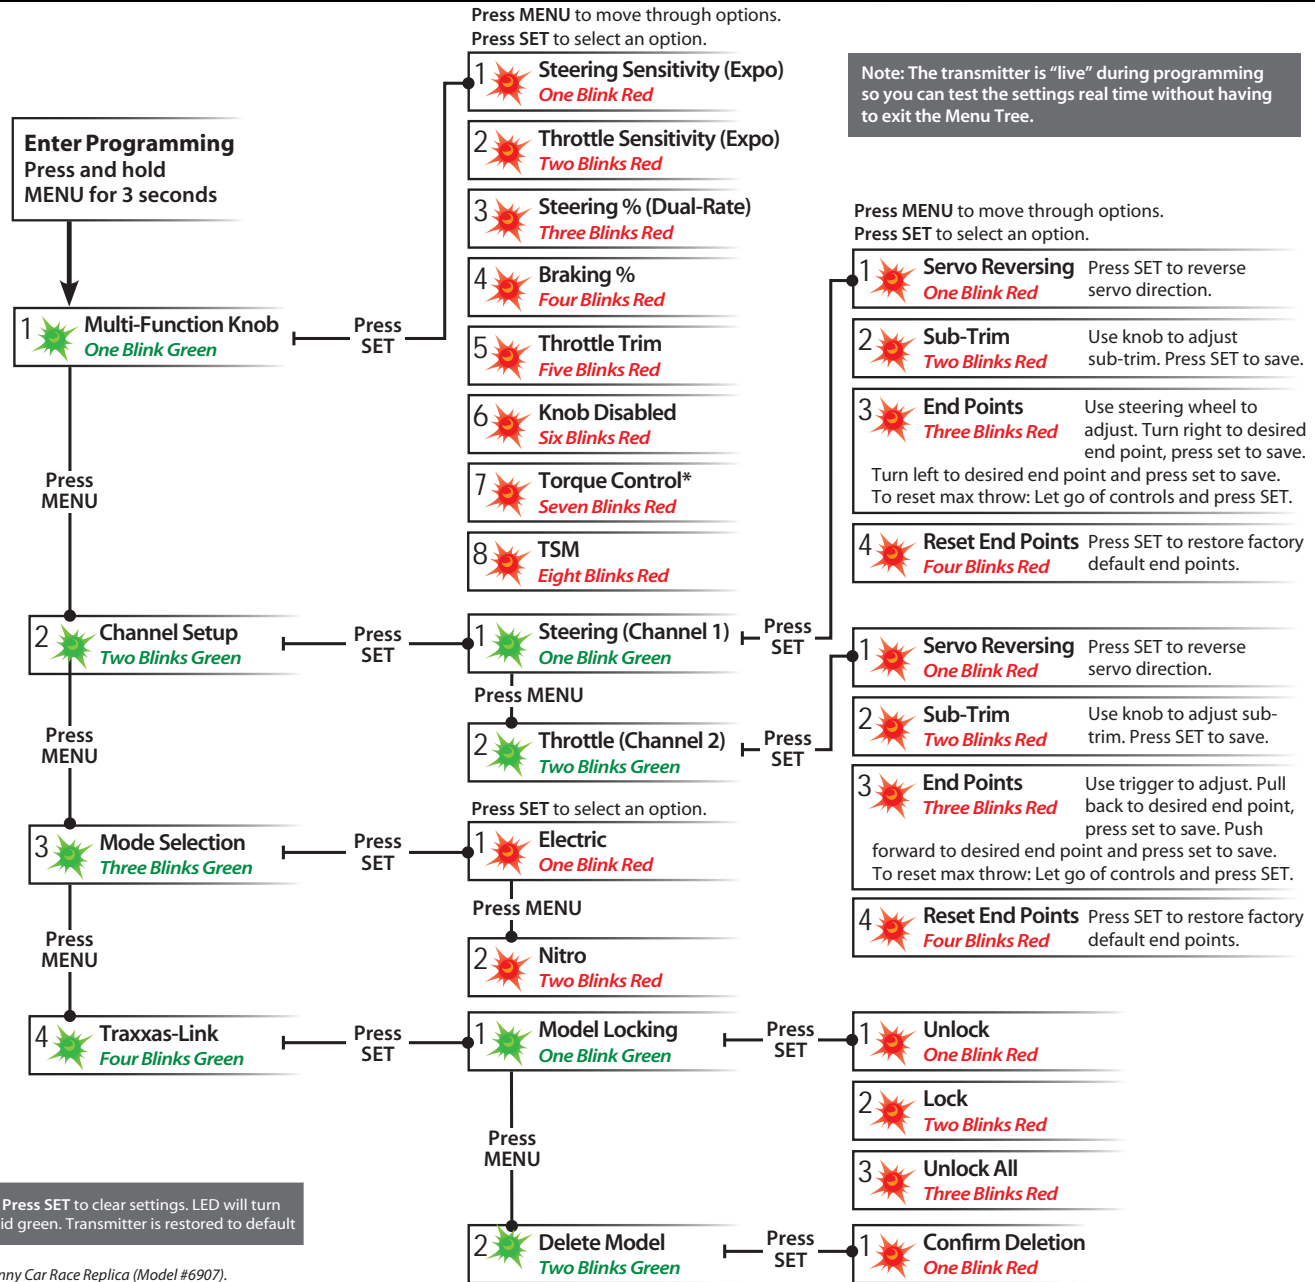 Press MENU to move through options.
Press SET to select an option.
Note: The transmitter is “live” during programming
so you can test the settings real time without having
to exit the Menu Tree.
Enter Programming
Press and hold
MENU for 3 seconds
1 Steering Sensitivity (Expo)
One Blink Red
2 Throttle Sensitivity (Expo)
Two Blinks Red
3 Steering % (Dual-Rate)
Three Blinks Red
4 Braking %
Four Blinks Red
5 Throttle Trim
Five Blinks Red
6 Knob Disabled
Six Blinks Red
7 Torque Control*
Seven Blinks Red
8 TSM
Eight Blinks Red
1 Multi-Function Knob
One Blink Green
Press
SET
Press
MENU
2 Channel Setup
Two Blinks Green
Press
SET
1 Steering (Channel 1)
One Blink Green
Press
SET
Press MENU
2 Throttle (Channel 2)
Two Blinks Green
Press
SET
Press MENU to move through options.
Press SET to select an option.
1 Servo Reversing Press SET to reverse
One Blink Red servo direction.
2 Sub-Trim Use knob to adjust
Two Blinks Red sub-trim. Press SET to save.
3 End Points Use steering wheel to
Three Blinks Red adjust. Turn right to desired
end point, press set to save.
Turn left to desired end point and press set to save.
To reset max throw: Let go of controls and press SET.
4 Reset End Points Press SET to restore factory
Four Blinks Red default end points.
1 Servo Reversing Press SET to reverse
One Blink Red servo direction.
2 Sub-Trim Use knob to adjust sub-
Two Blinks Red trim. Press SET to save.
3 End Points Use trigger to adjust. Pull
Three Blinks Red back to desired end point,
press set to save. Push
forward to desired end point and press set to save.
To reset max throw: Let go of controls and press SET.
4 Reset End Points Press SET to restore factory
Four Blinks Red default end points.
Press
MENU
3 Mode Selection
Three Blinks Green
Press
SET
Press SET to select an option.
1 Electric
One Blink Red
Press MENU
2 Nitro
Two Blinks Red
Press
MENU
4 Traxxas-Link
Four Blinks Green
Press
SET
1 Model Locking
One Blink Green
Press
SET
1 Unlock
One Blink Red
2 Lock
Two Blinks Red
3 Unlock All
Three Blinks Red
Press
MENU
2 Delete Model
Two Blinks Green
Press
SET
1 Confirm Deletion
One Blink Red
Press SET to clear settings. LED will turn
id green. Transmitter is restored to default
nny Car Race Replica (Model #6907).